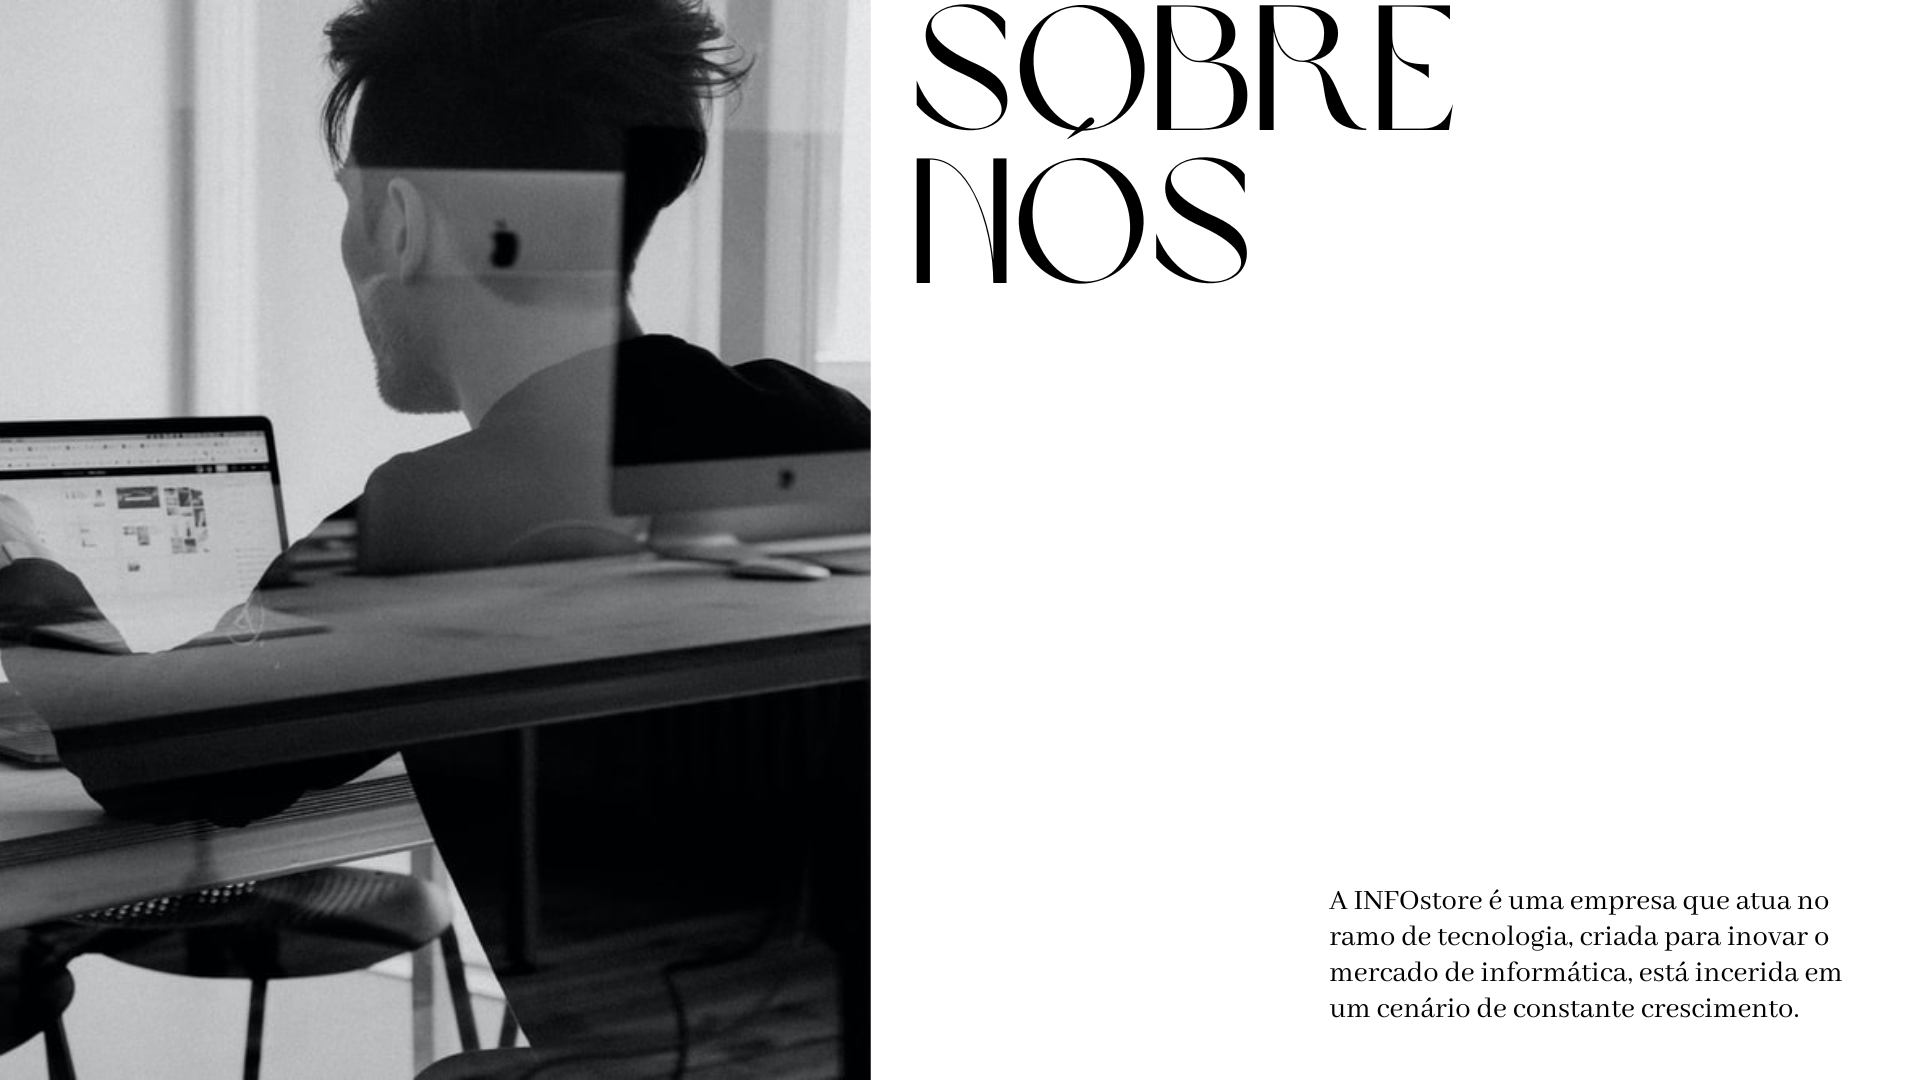 SOBRE
NÓS
A INFOstore é uma empresa que atua no
ramo de tecnologia, criada para inovar o
mercado de informática, está incerida em
um cenário de constante crescimento.